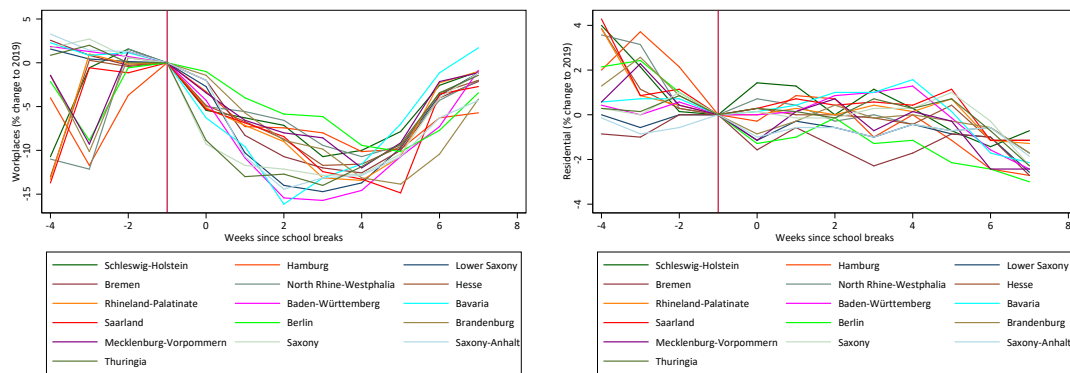 Workplaces (% change to 2019)
5
0
-5
-10
-15
-4 -2 0 2 4 6 8
Weeks since school breaks
Schleswig-Holstein Hamburg Lower Saxony
Bremen North Rhine-Westphalia Hesse
Rhineland-Palatinate Baden-Württemberg Bavaria
Saarland Berlin Brandenburg
Mecklenburg-Vorpommern Saxony Saxony-Anhalt
Thuringia
Residential (% change to 2019)
4
2
0
-2
-4
-4 -2 0 2 4 6 8
Weeks since school breaks
Schleswig-Holstein Hamburg Lower Saxony
Bremen North Rhine-Westphalia Hesse
Rhineland-Palatinate Baden-Württemberg Bavaria
Saarland Berlin Brandenburg
Mecklenburg-Vorpommern Saxony Saxony-Anhalt
Thuringia